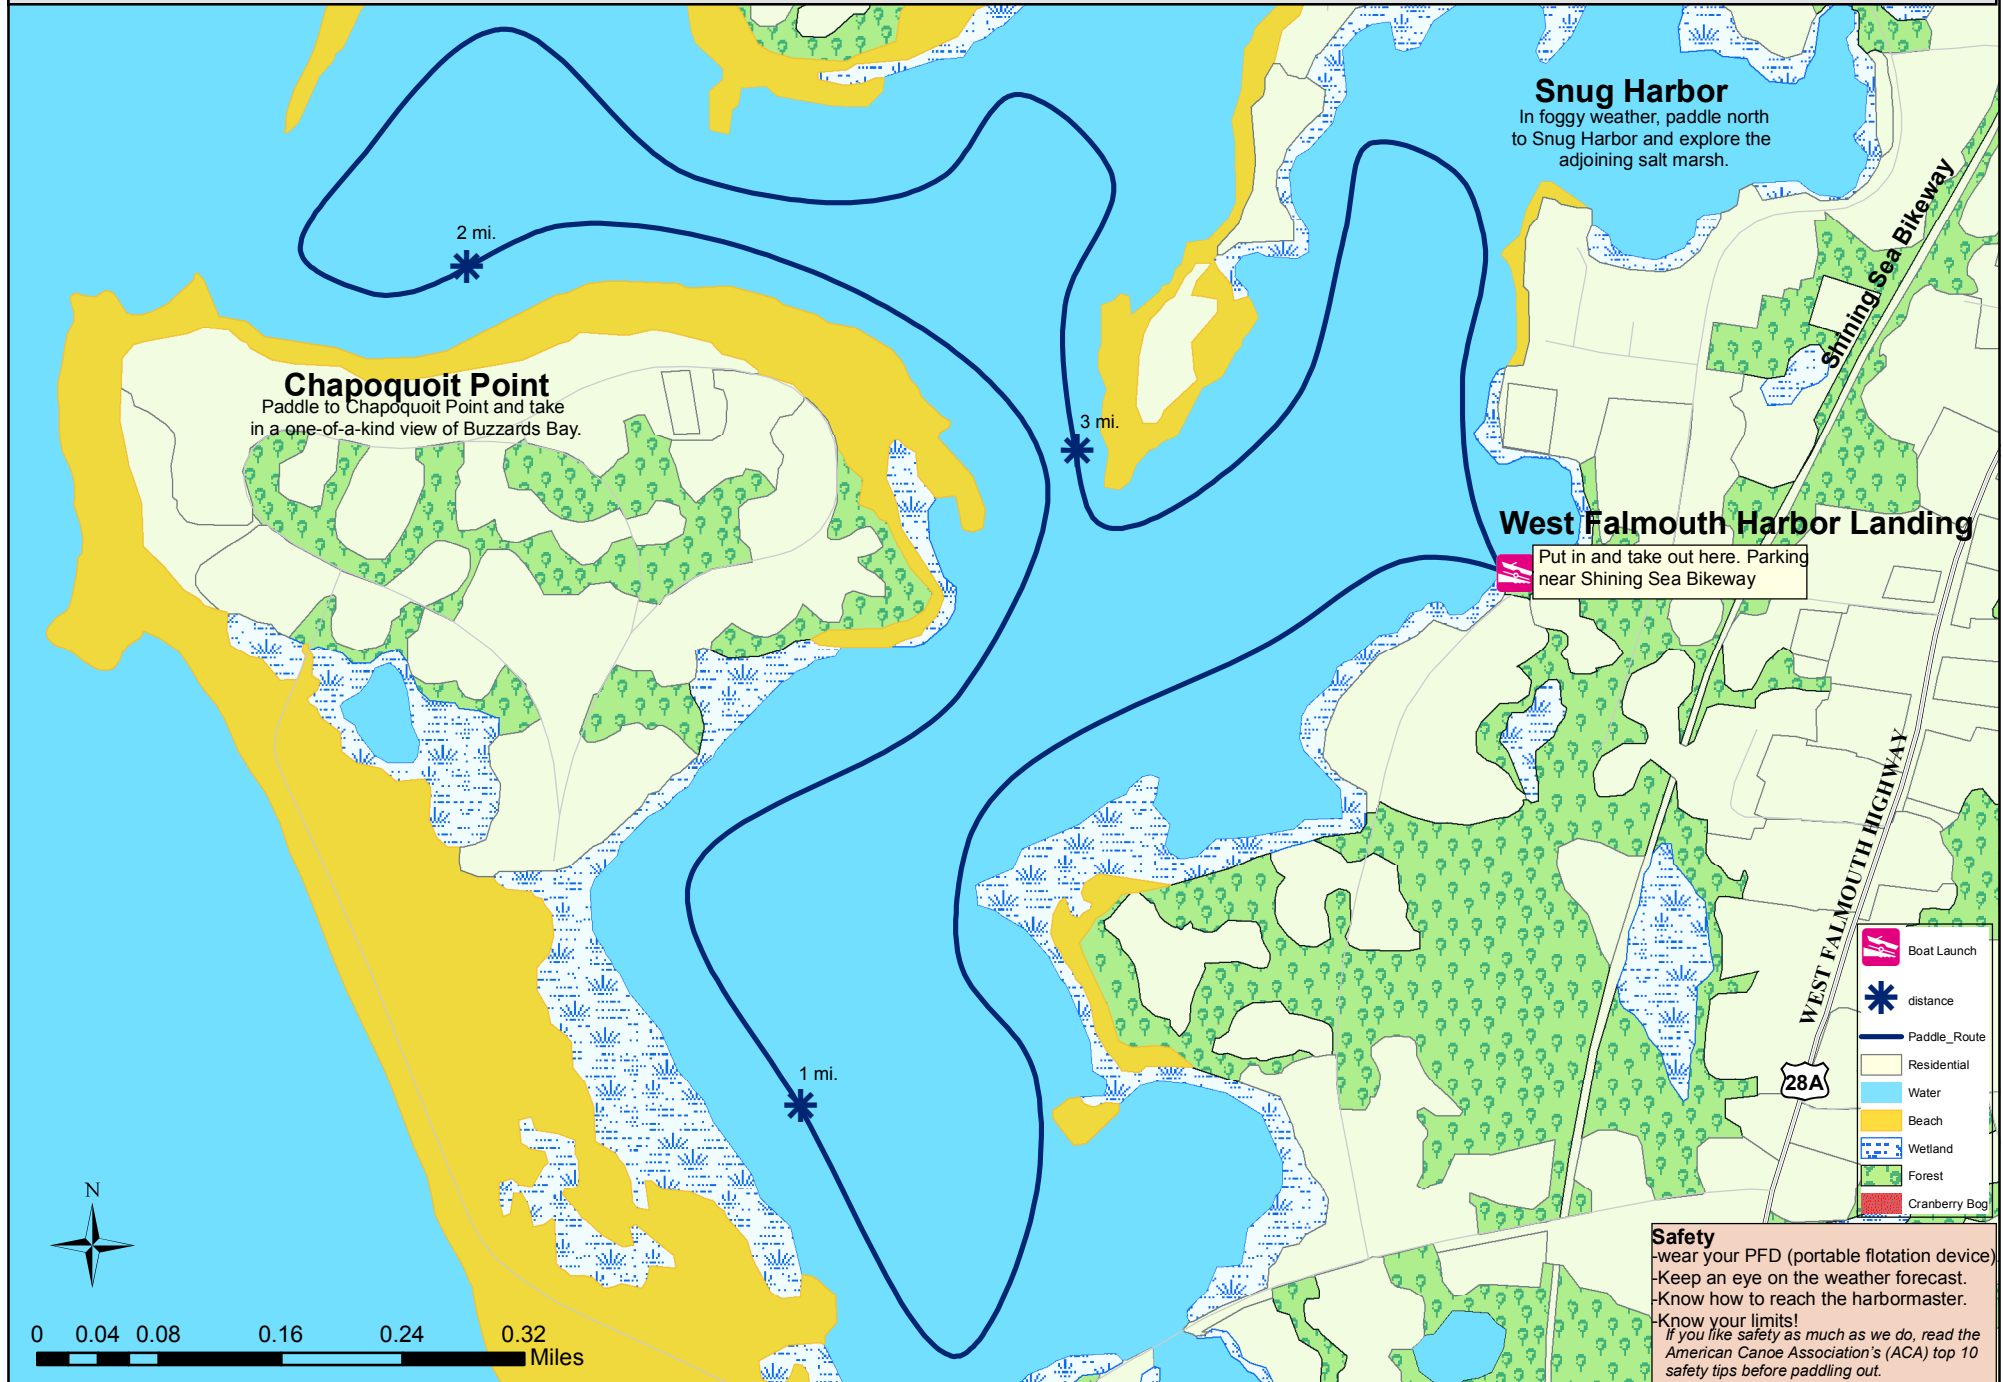 Snug Harbor
In foggy weather, paddle north
to Snug Harbor and explore the
adjoining salt marsh.
Shining Sea Bikeway
2 mi.
Chapoquoit Point
Paddle to Chapoquoit Point and take
in a one-of-a-kind view of Buzzards Bay.
3 mi.
West Falmouth Harbor Landing
Put in and take out here. Parking
near Shining Sea Bikeway
WEST FALMOUTH HIGHWAY
28A
1 mi.
Boat Launch
distance
Paddle_Route
Residential
Water
Beach
Wetland
Forest
Cranberry Bog
N
0 0.04 0.08 0.16 0.24 0.32
Miles
Safety
-wear your PFD (portable flotation device)
-Keep an eye on the weather forecast.
-Know how to reach the harbormaster.
-Know your limits!
If you like safety as much as we do, read the
American Canoe Association's (ACA) top 10
safety tips before paddling out.